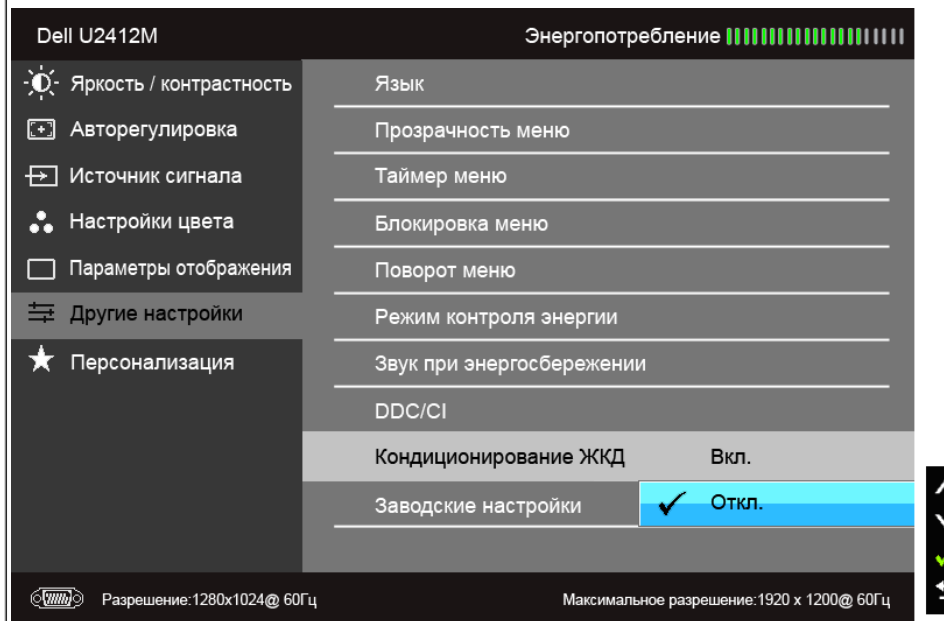 Dell U2412M
Энергопотребление
Яркость / контрастность
Авторегулировка
Источник сигнала
Настройки цвета
Параметры отображения
Другие настройки
Персонализация
Язык
Прозрачность меню
Таймер меню
Блокировка меню
Поворот меню
Режим контроля энергии
Звук при энергосбережении
DDC/CI
Кондиционирование ЖКД
Вкл.
Заводские настройки
Откл.
Разрешение:1280x1024@ 60Гц
Максимальное разрешение:1920 x 1200@ 60Гц